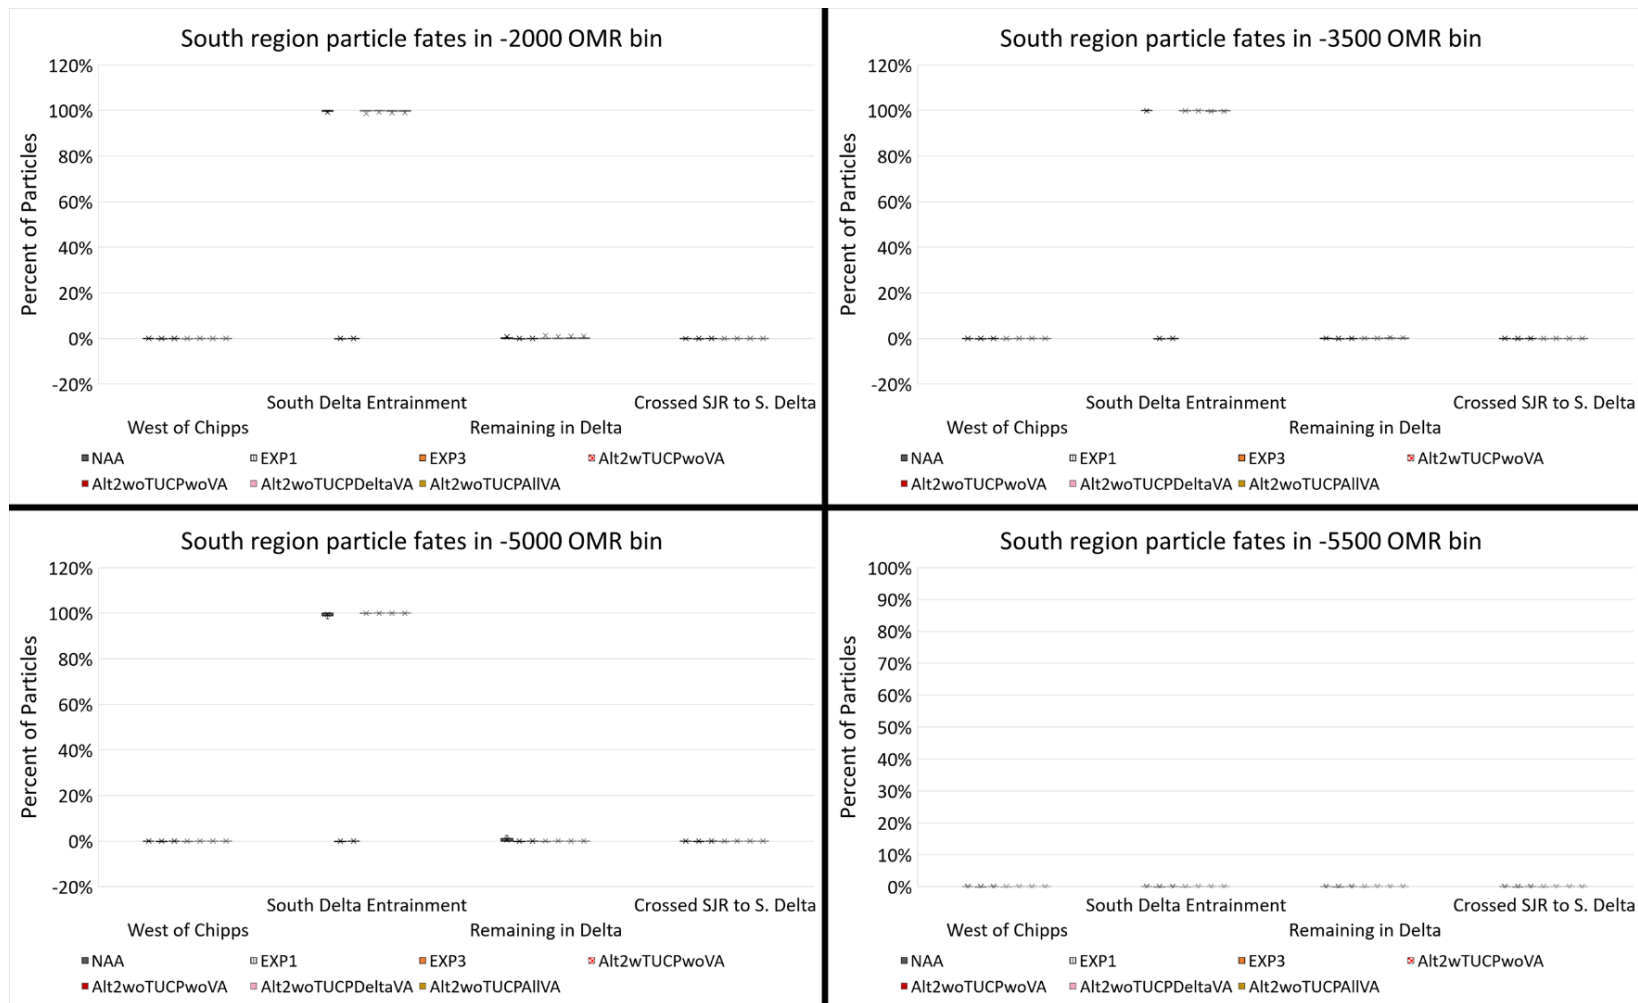 South region particle fates in -2000 OMR bin
120%
100%
80%
60%
40%
20%
0%
-20%
Percent of Particles
South Delta Entrainment
Crossed SJR to S. Delta
West of Chipps
Remaining in Delta
NAA
EXP1
EXP3
Alt2wTUCPwoVA
Alt2woTUCPwoVA
Alt2woTUCPDeltaVA
Alt2woTUCPAllVA
South region particle fates in -3500 OMR bin
120%
100%
80%
60%
40%
20%
0%
-20%
Percent of Particles
South Delta Entrainment
Crossed SJR to S. Delta
West of Chipps
Remaining in Delta
NAA
EXP1
EXP3
Alt2wTUCPwoVA
Alt2woTUCPwoVA
Alt2woTUCPDeltaVA
Alt2woTUCPAllVA
South region particle fates in -5000 OMR bin
120%
100%
80%
60%
40%
20%
0%
-20%
Percent of Particles
South Delta Entrainment
Crossed SJR to S. Delta
West of Chipps
Remaining in Delta
NAA
EXP1
EXP3
Alt2wTUCPwoVA
Alt2woTUCPwoVA
Alt2woTUCPDeltaVA
Alt2woTUCPAllVA
South region particle fates in -5500 OMR bin
100%
90%
80%
70%
60%
50%
40%
30%
20%
10%
0%
Percent of Particles
South Delta Entrainment
Crossed SJR to S. Delta
West of Chipps
Remaining in Delta
NAA
EXP1
EXP3
Alt2wTUCPwoVA
Alt2woTUCPwoVA
Alt2woTUCPDeltaVA
Alt2woTUCPAllVA